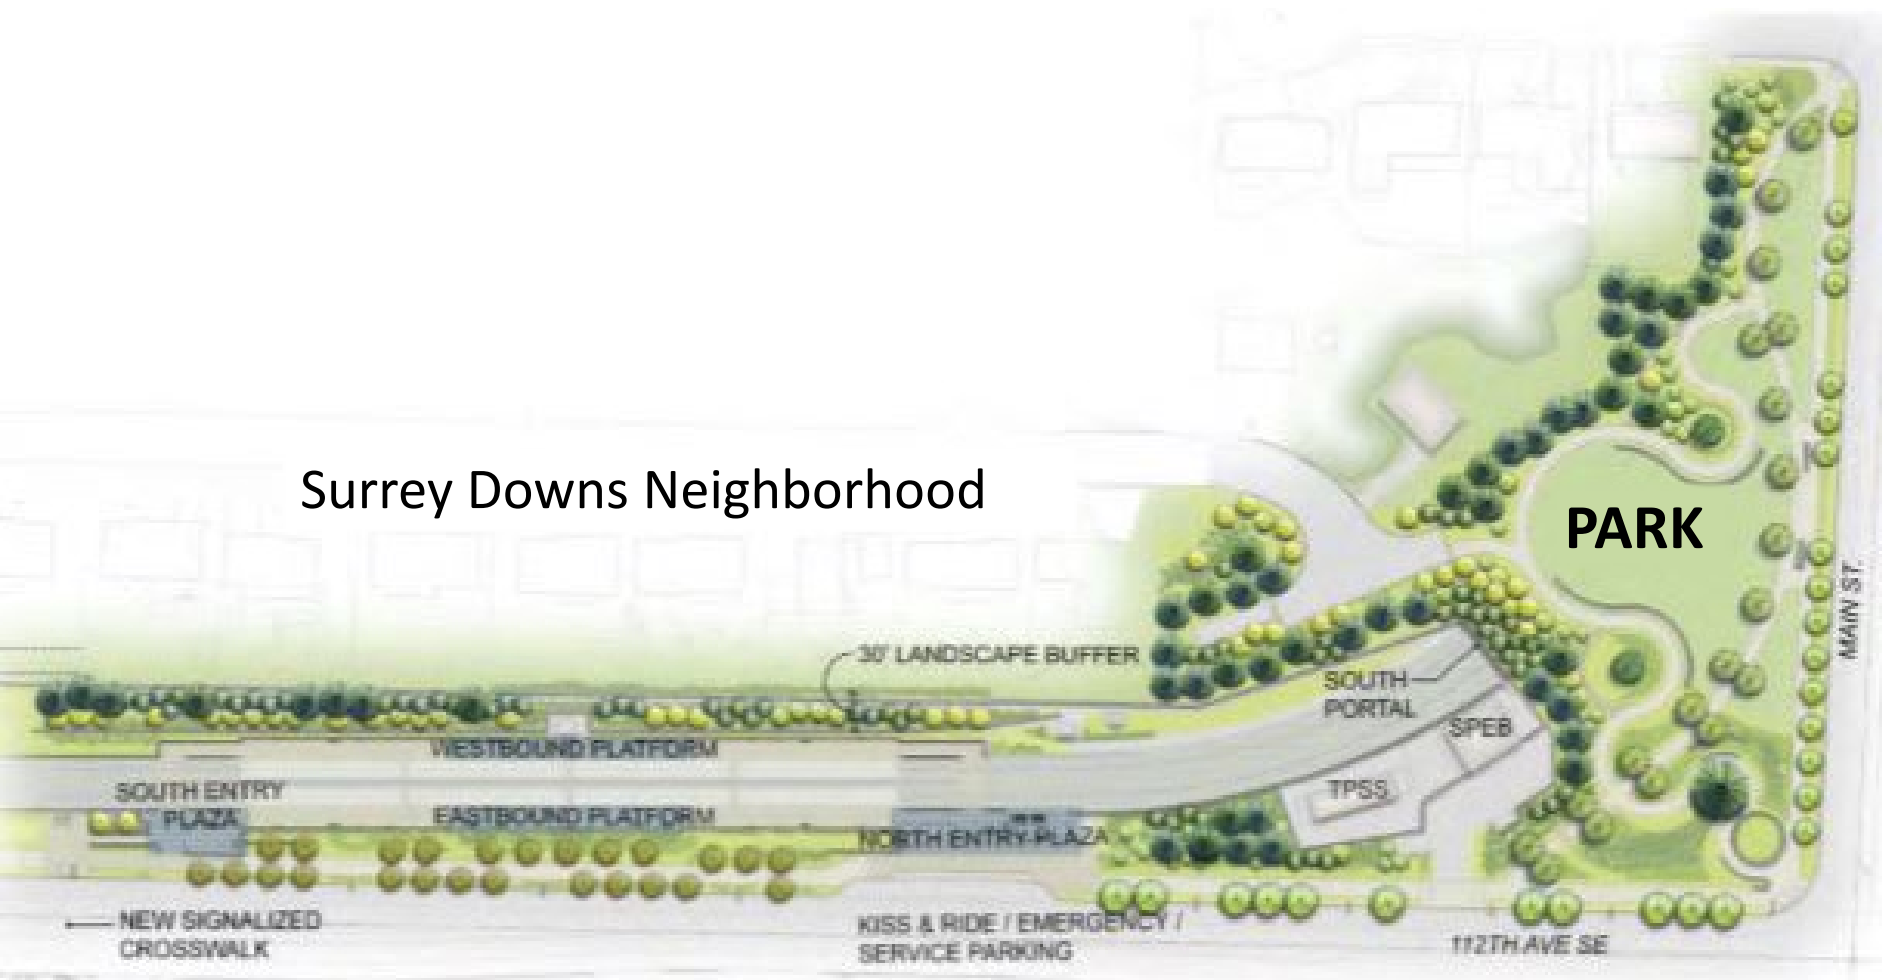 Surrey Downs Neighborhood
PARK
MAIN ST.
30' LANDSCAPE BUFFER
SOUTH
PORTAL
SPEB
WESTBOUND PLATFORM
TPSS
SOUTH ENTRY
PLAZA
EASTBOUND PLATFORM
NORTH ENTRY PLAZA
NEW SIGNALIZED
CROSSWALK
KISS & RIDE / EMERGENCY /
SERVICE PARKING
112TH AVE SE